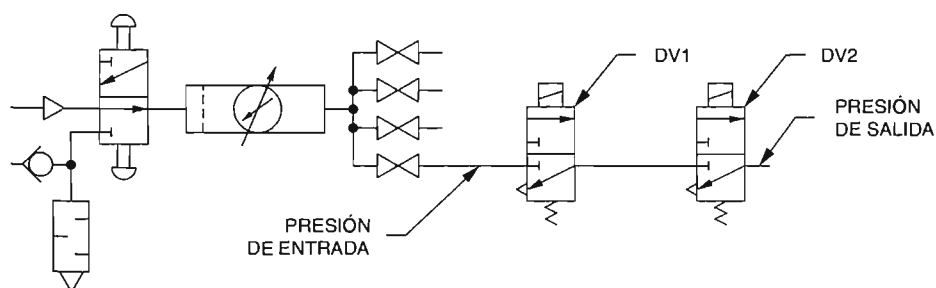 DV1
DV2
PRESIÓN
DE SALIDA
PRESIÓN
DE ENTRADA